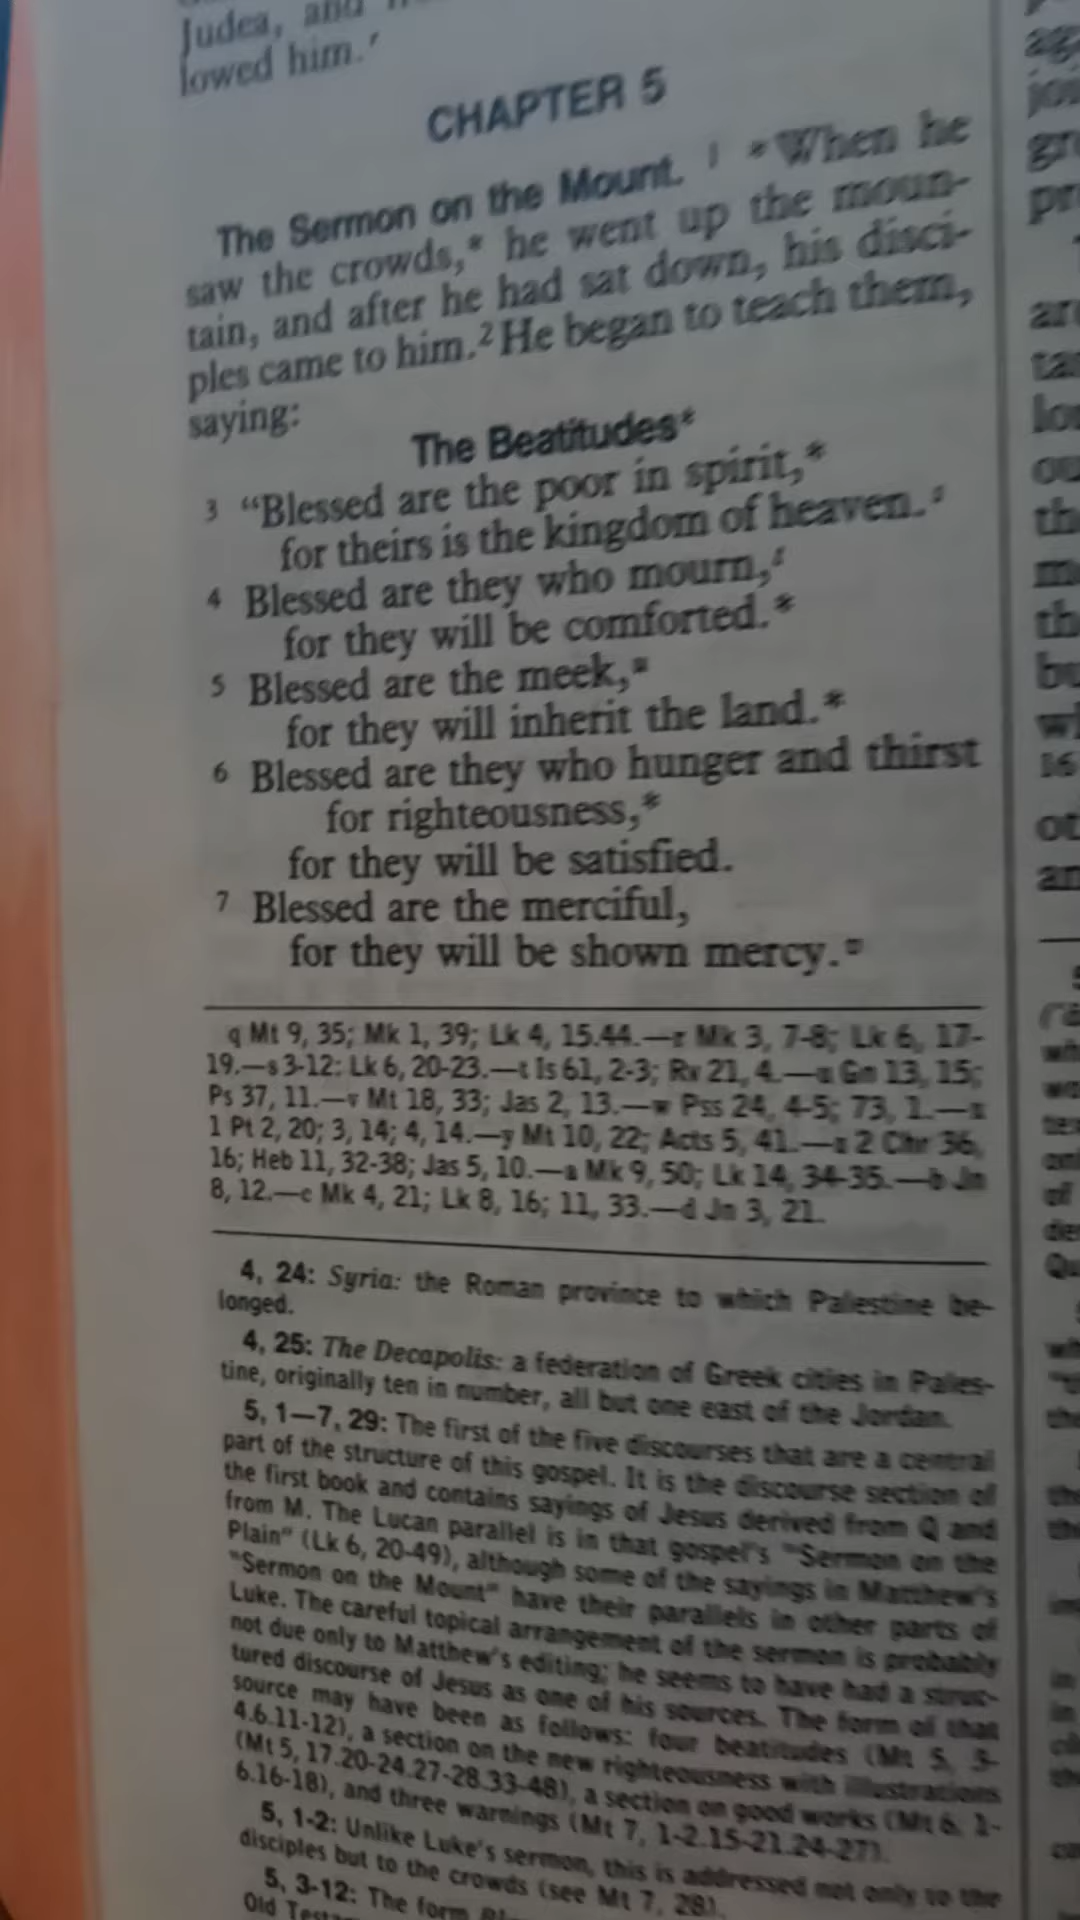 Judea, and
lowed him.ʳ
CHAPTER 5
The Sermon on the Mount. 1 *When he
saw the crowds,* he went up the moun-
tain, and after he had sat down, his disci-
ples came to him. 2 He began to teach them,
saying:
The Beatitudes*
3 “Blessed are the poor in spirit,*
for theirs is the kingdom of heaven.ˢ
4 Blessed are they who mourn,ᵗ
for they will be comforted.*
5 Blessed are the meek,ᵘ
for they will inherit the land.*
6 Blessed are they who hunger and thirst
for righteousness,*
for they will be satisfied.
7 Blessed are the merciful,
for they will be shown mercy.ᵛ
q Mt 9, 35; Mk 1, 39; Lk 4, 15.44.—r Mk 3, 7-8; Lk 6, 17-
19.—s 3-12: Lk 6, 20-23.—t Is 61, 2-3; Rv 21, 4.—u Gn 13, 15;
Ps 37, 11.—v Mt 18, 33; Jas 2, 13.—w Pss 24, 4-5; 73, 1.—x
1 Pt 2, 20; 3, 14; 4, 14.—y Mt 10, 22; Acts 5, 41.—z 2 Chr 36,
16; Heb 11, 32-38; Jas 5, 10.—a Mk 9, 50; Lk 14, 34-35.—b Jn
8, 12.—c Mk 4, 21; Lk 8, 16; 11, 33.—d Jn 3, 21.
4, 24: Syria: the Roman province to which Palestine be-
longed.
4, 25: The Decapolis: a federation of Greek cities in Pales-
tine, originally ten in number, all but one east of the Jordan.
5, 1—7, 29: The first of the five discourses that are a central
part of the structure of this gospel. It is the discourse section of
the first book and contains sayings of Jesus derived from Q and
from M. The Lucan parallel is in that gospel's "Sermon on the
Plain" (Lk 6, 20-49), although some of the sayings in Matthew's
"Sermon on the Mount" have their parallels in other parts of
Luke. The careful topical arrangement of the sermon is probably
not due only to Matthew's editing; he seems to have had a struc-
tured discourse of Jesus as one of his sources. The form of that
source may have been as follows: four beatitudes (Mt 5, 3-
4.6.11-12), a section on the new righteousness with illustrations
(Mt 5, 17.20-24.27-28.33-48), a section on good works (Mt 6, 1-
6.16-18), and three warnings (Mt 7, 1-2.15-21.24-27).
5, 1-2: Unlike Luke's sermon, this is addressed not only to the
disciples but to the crowds (see Mt 7, 28).
5, 3-12: The form
Old